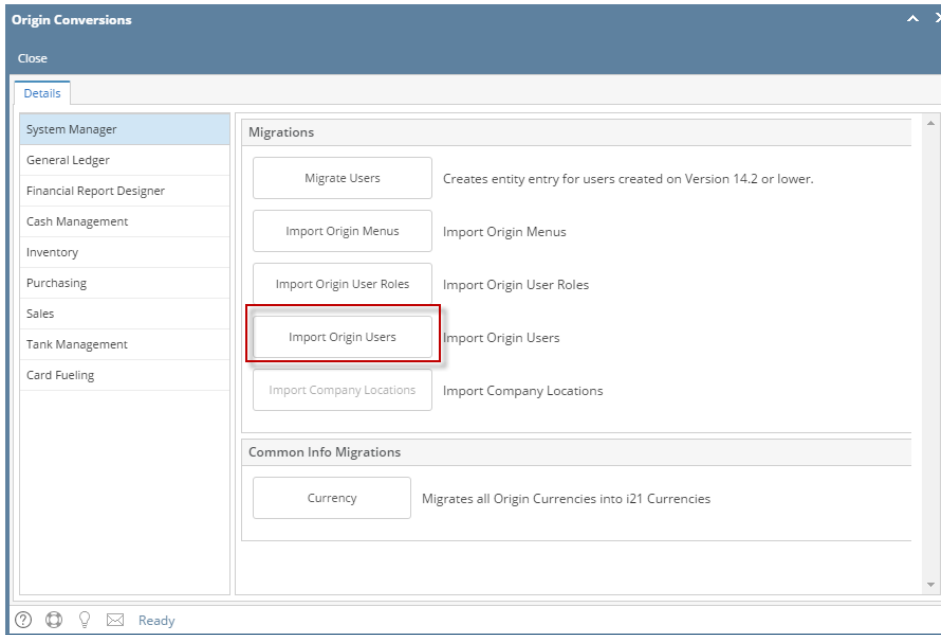 Origin Conversions
Close
Details
System Manager
General Ledger
Financial Report Designer
Cash Management
Inventory
Purchasing
Sales
Tank Management
Card Fueling
Migrations
Migrate Users Creates entity entry for users created on Version 14.2 or lower.
Import Origin Menus Import Origin Menus
Import Origin User Roles Import Origin User Roles
Import Origin Users Import Origin Users
Import Company Locations Import Company Locations
Common Info Migrations
Currency Migrates all Origin Currencies into i21 Currencies
Ready